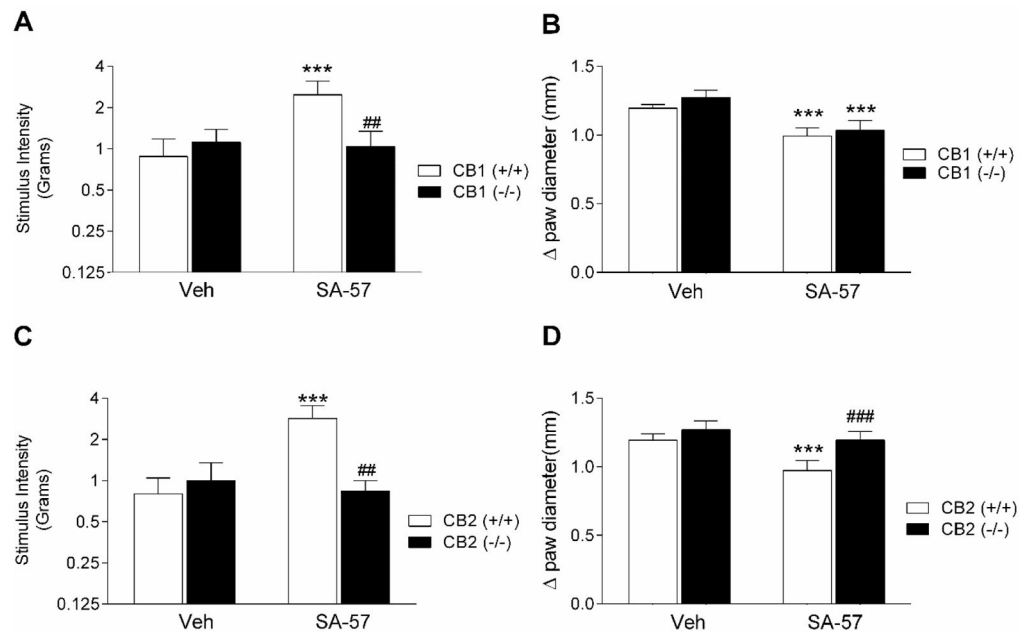 A
Stimulus Intensity
(Grams)
4
2
1
0.5
0.25
0.125
***
##
Veh
SA-57
CB1 (+/+)
CB1 (-/-)
B
Δ paw diameter (mm)
1.5
1.0
0.5
0.0
***
***
Veh
SA-57
CB1 (+/+)
CB1 (-/-)
C
Stimulus Intensity
(Grams)
4
2
1
0.5
0.25
0.125
***
##
Veh
SA-57
CB2 (+/+)
CB2 (-/-)
D
Δ paw diameter(mm)
1.5
1.0
0.5
0.0
***
###
Veh
SA-57
CB2 (+/+)
CB2 (-/-)